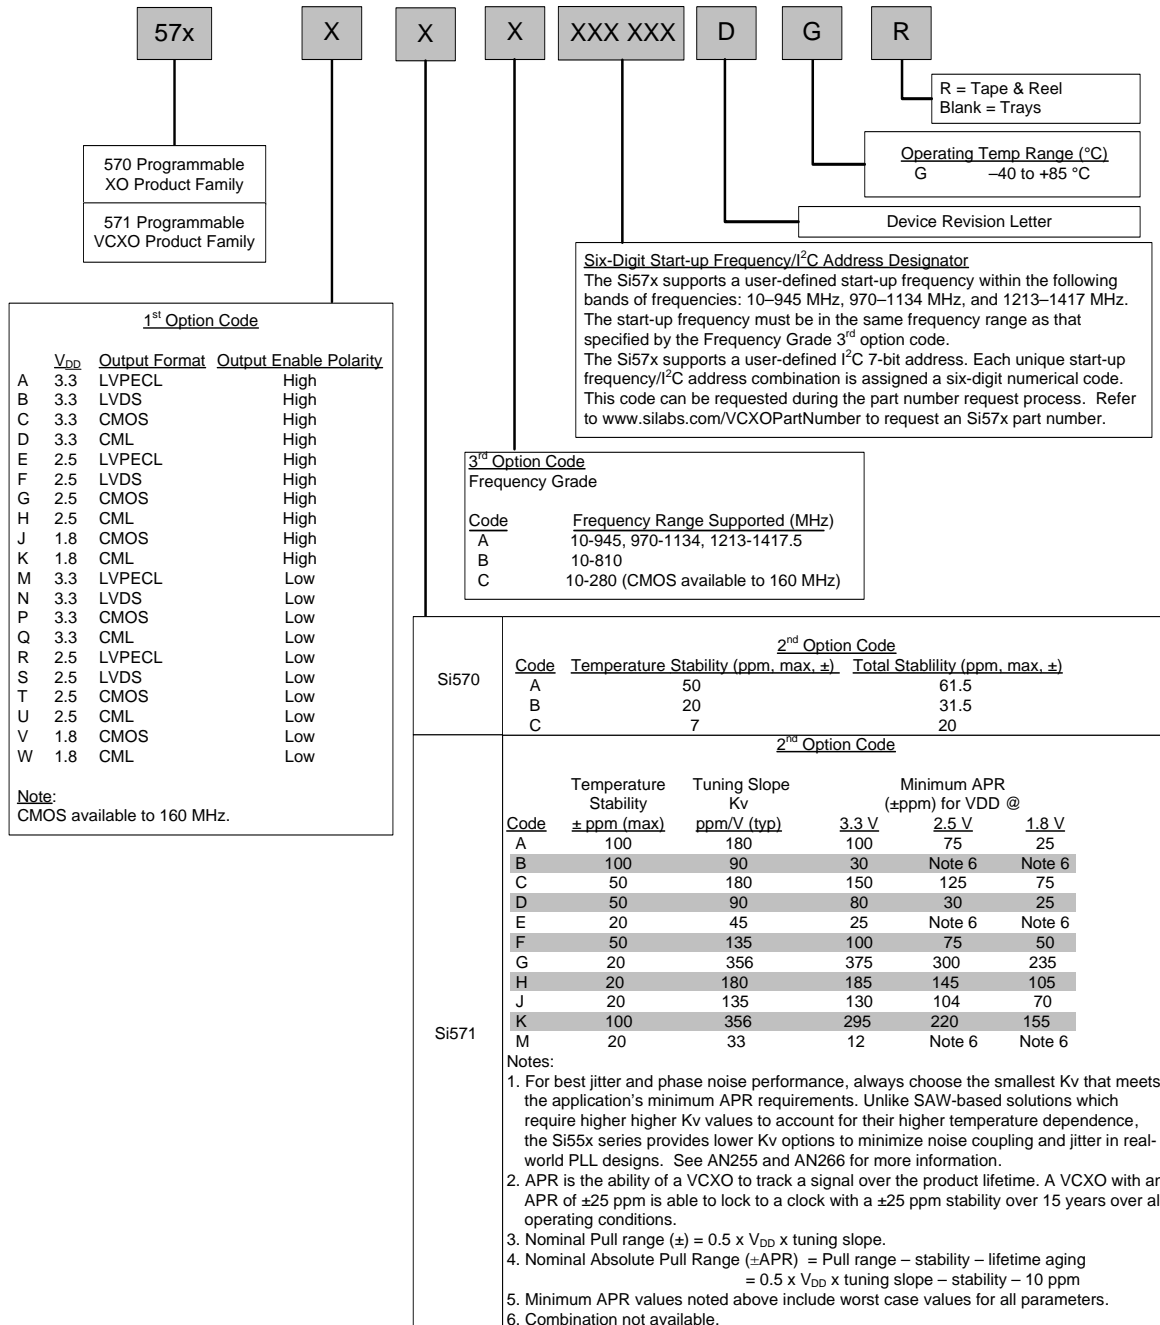 57x X X X XXX XXX D G R
R = Tape & Reel
Blank = Trays
Operating Temp Range (°C)
G –40 to +85 °C
Device Revision Letter
570 Programmable
XO Product Family
571 Programmable
VCXO Product Family
Six-Digit Start-up Frequency/I²C Address Designator
The Si57x supports a user-defined start-up frequency within the following
bands of frequencies: 10–945 MHz, 970–1134 MHz, and 1213–1417 MHz.
The start-up frequency must be in the same frequency range as that
specified by the Frequency Grade 3rd option code.
The Si57x supports a user-defined I²C 7-bit address. Each unique start-up
frequency/I²C address combination is assigned a six-digit numerical code.
This code can be requested during the part number request process. Refer
to www.silabs.com/VCXOPartNumber to request an Si57x part number.
1st Option Code
VDD Output Format Output Enable Polarity
A 3.3 LVPECL High
B 3.3 LVDS High
C 3.3 CMOS High
D 3.3 CML High
E 2.5 LVPECL High
F 2.5 LVDS High
G 2.5 CMOS High
H 2.5 CML High
J 1.8 CMOS High
K 1.8 CML High
M 3.3 LVPECL Low
N 3.3 LVDS Low
P 3.3 CMOS Low
Q 3.3 CML Low
R 2.5 LVPECL Low
S 2.5 LVDS Low
T 2.5 CMOS Low
U 2.5 CML Low
V 1.8 CMOS Low
W 1.8 CML Low
Note:
CMOS available to 160 MHz.
3rd Option Code
Frequency Grade
Code Frequency Range Supported (MHz)
A 10-945, 970-1134, 1213-1417.5
B 10-810
C 10-280 (CMOS available to 160 MHz)
Si570
2nd Option Code
Code Temperature Stability (ppm, max, ±) Total Stablility (ppm, max, ±)
A 50 61.5
B 20 31.5
C 7 20
Si571
2nd Option Code
Temperature Tuning Slope Minimum APR
Stability Kv (±ppm) for VDD @
Code ± ppm (max) ppm/V (typ) 3.3 V 2.5 V 1.8 V
A 100 180 100 75 25
B 100 90 30 Note 6 Note 6
C 50 180 150 125 75
D 50 90 80 30 25
E 20 45 25 Note 6 Note 6
F 50 135 100 75 50
G 20 356 375 300 235
H 20 180 185 145 105
J 20 135 130 104 70
K 100 356 295 220 155
M 20 33 12 Note 6 Note 6
Notes:
1. For best jitter and phase noise performance, always choose the smallest Kv that meets
the application’s minimum APR requirements. Unlike SAW-based solutions which
require higher higher Kv values to account for their higher temperature dependence,
the Si55x series provides lower Kv options to minimize noise coupling and jitter in real-
world PLL designs. See AN255 and AN266 for more information.
2. APR is the ability of a VCXO to track a signal over the product lifetime. A VCXO with an
APR of ±25 ppm is able to lock to a clock with a ±25 ppm stability over 15 years over al
operating conditions.
3. Nominal Pull range (±) = 0.5 x VDD x tuning slope.
4. Nominal Absolute Pull Range (±APR) = Pull range – stability – lifetime aging
= 0.5 x VDD x tuning slope – stability – 10 ppm
5. Minimum APR values noted above include worst case values for all parameters.
6. Combination not available.